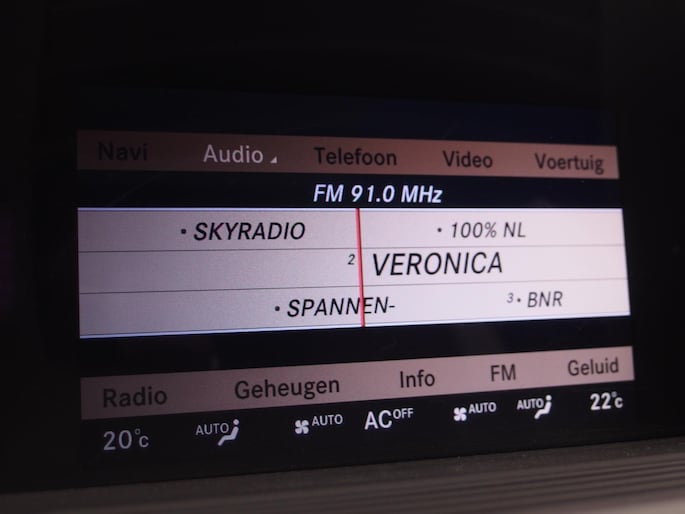 Navi Audio Telefoon Video Voertuig
FM 91.0 MHz
• SKYRADIO • 100% NL
2 VERONICA
• SPANNEN- 3• BNR
Radio Geheugen Info FM Geluid
20°C AUTO AUTO AC OFF AUTO AUTO 22°C